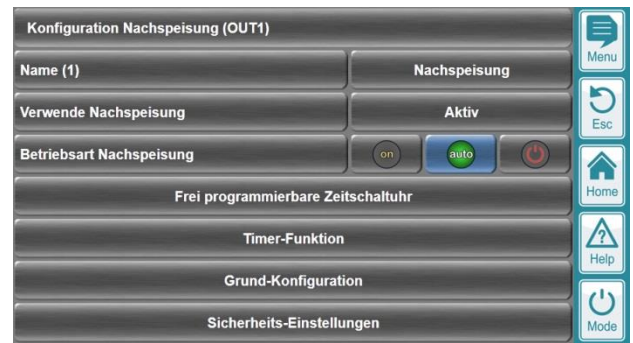 Konfiguration Nachspeisung (OUT1)
Menu
Name (1) Nachspeisung
Verwende Nachspeisung Aktiv
Esc
Betriebsart Nachspeisung on auto
Frei programmierbare Zeitschaltuhr
Home
Timer-Funktion
Help
Grund-Konfiguration
Sicherheits-Einstellungen
Mode